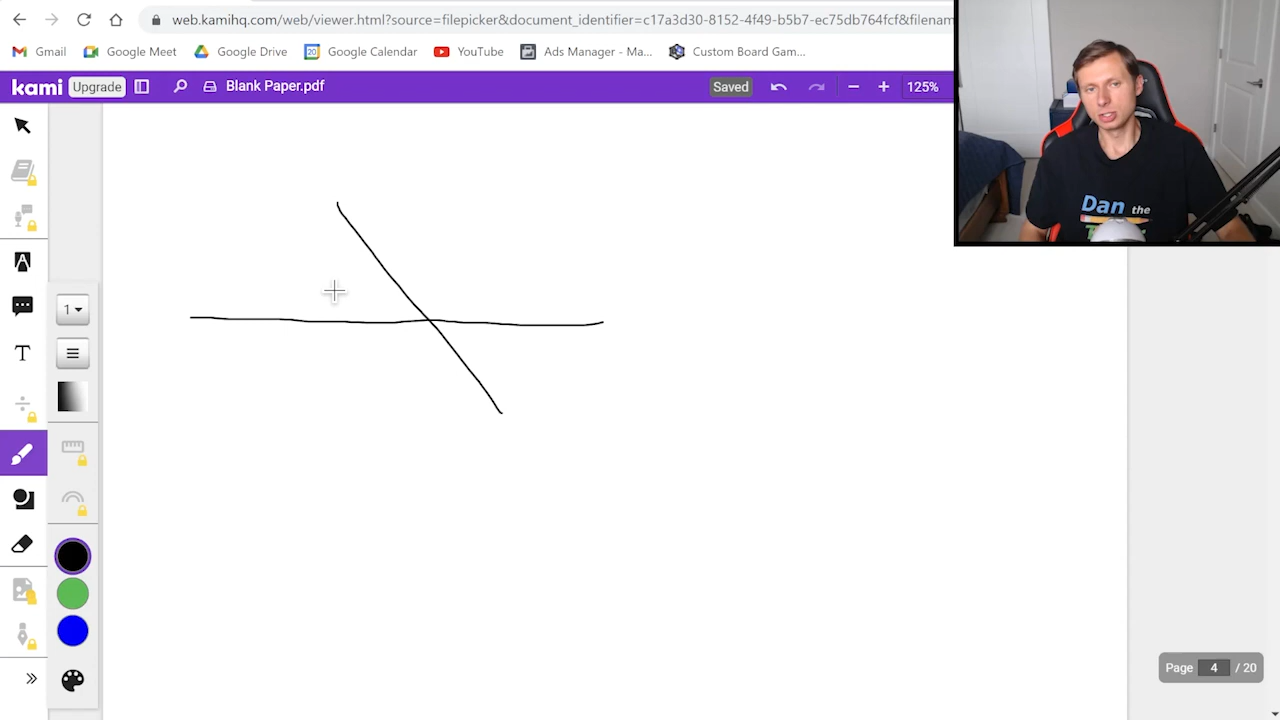 web.kamihq.com/web/viewer.html?source=filepicker&document_identifier=c17a3d30-8152-4f49-b5b7-ec75db764fcf&filenam
Gmail Google Meet Google Drive 20 Google Calendar YouTube Ads Manager - Ma... Custom Board Gam...
kami Upgrade Blank Paper.pdf Saved 125%
Dan the
A
1
T
Page 4 / 20